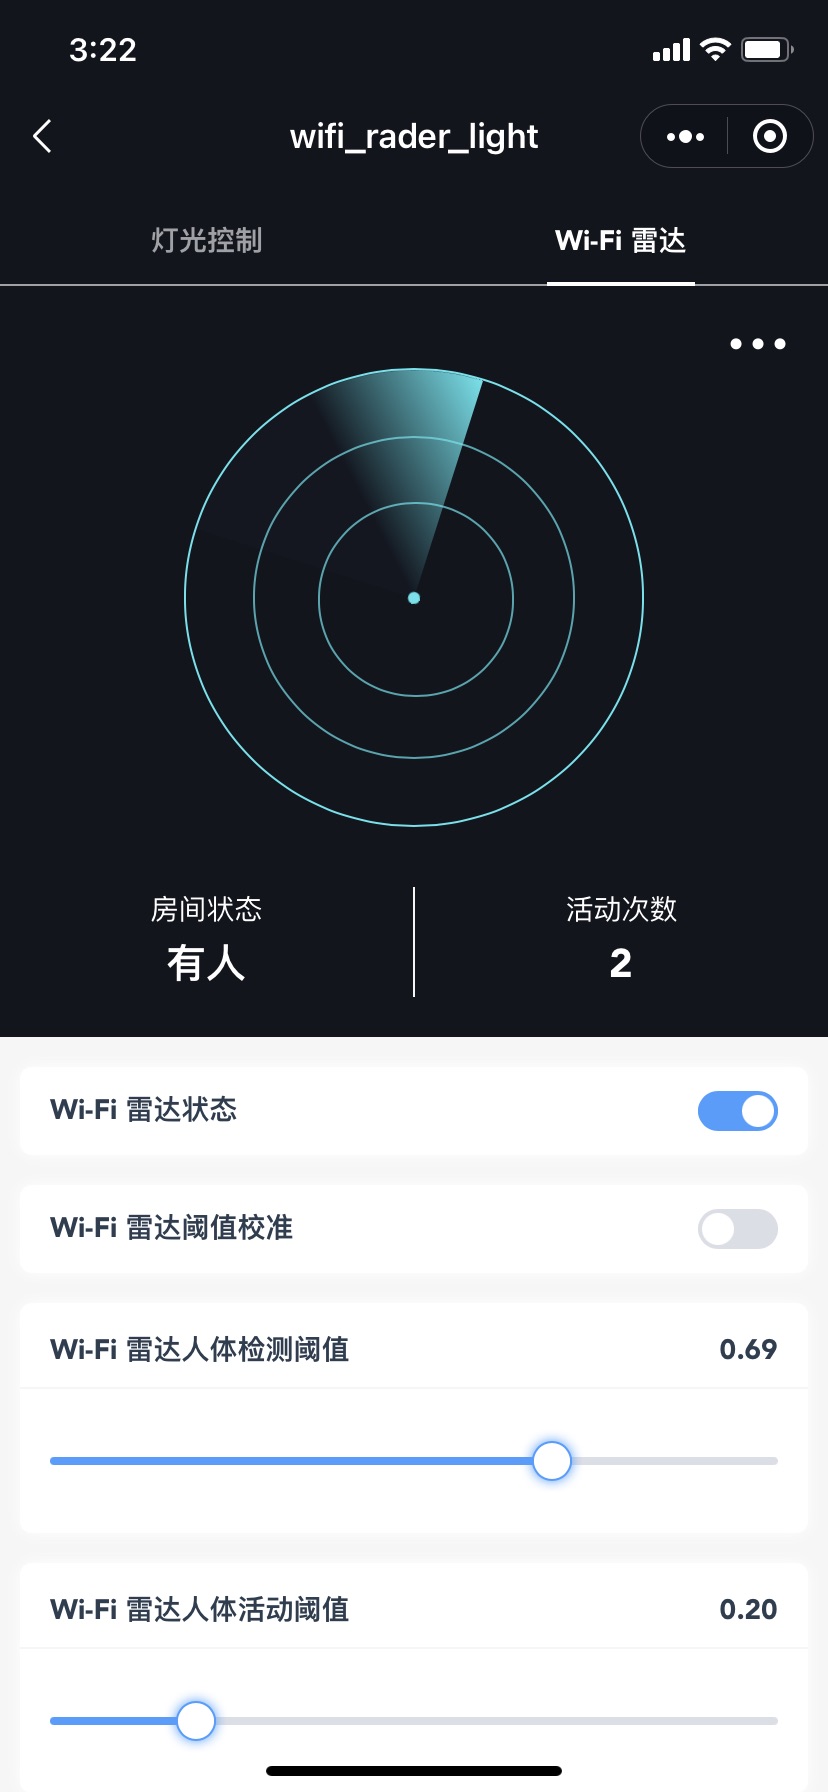 3:22
wifi_rader_light
灯光控制
Wi-Fi 雷达
房间状态
活动次数
有人
2
Wi-Fi 雷达状态
Wi-Fi 雷达阈值校准
Wi-Fi 雷达人体检测阈值
0.69
Wi-Fi 雷达人体活动阈值
0.20